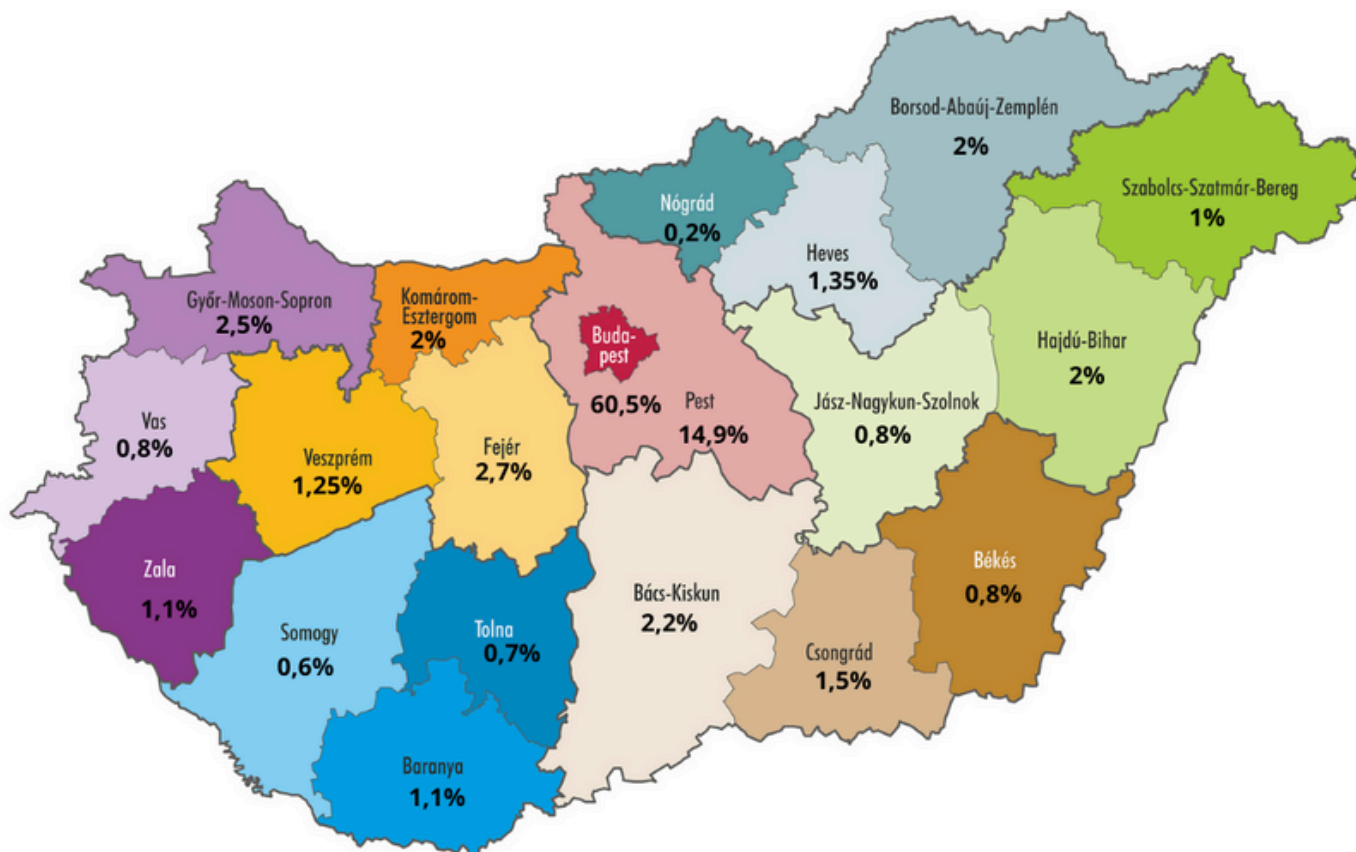 Borsod-Abaúj-Zemplén
2%
Szabolcs-Szatmár-Bereg
1%
Nógrád
0,2%
Heves
1,35%
Győr-Moson-Sopron
2,5%
Komárom-
Esztergom
2%
Buda-
pest
60,5%
Pest
14,9%
Hajdú-Bihar
2%
Jász-Nagykun-Szolnok
0,8%
Vas
0,8%
Veszprém
1,25%
Fejér
2,7%
Zala
1,1%
Somogy
0,6%
Tolna
0,7%
Bács-Kiskun
2,2%
Békés
0,8%
Csongrád
1,5%
Baranya
1,1%